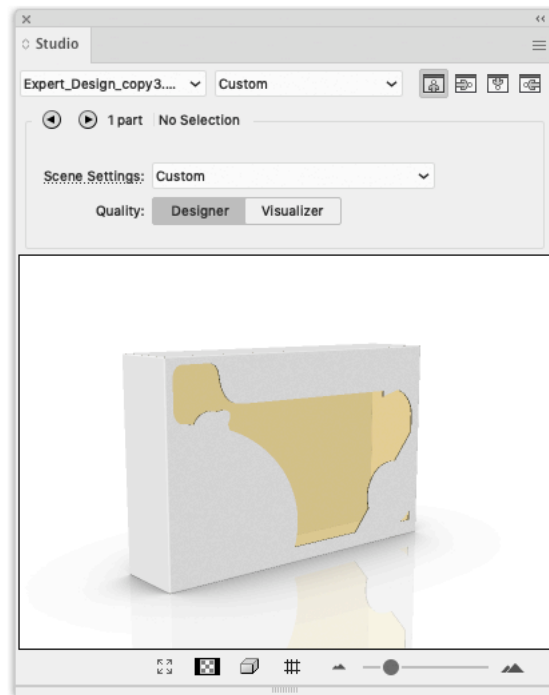 Studio
Expert_Design_copy3.... Custom
1 part No Selection
Scene Settings: Custom
Quality: Designer Visualizer